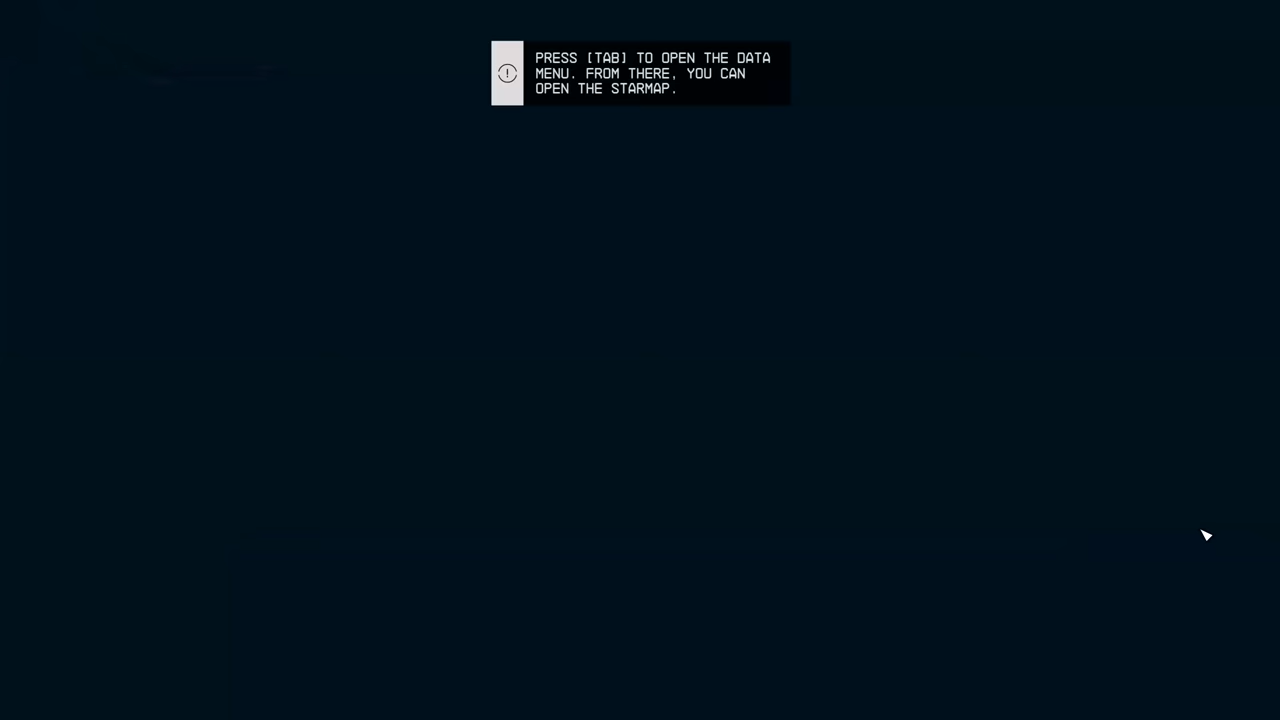 PRESS [TAB] TO OPEN THE DATA
MENU. FROM THERE, YOU CAN
OPEN THE STARMAP.